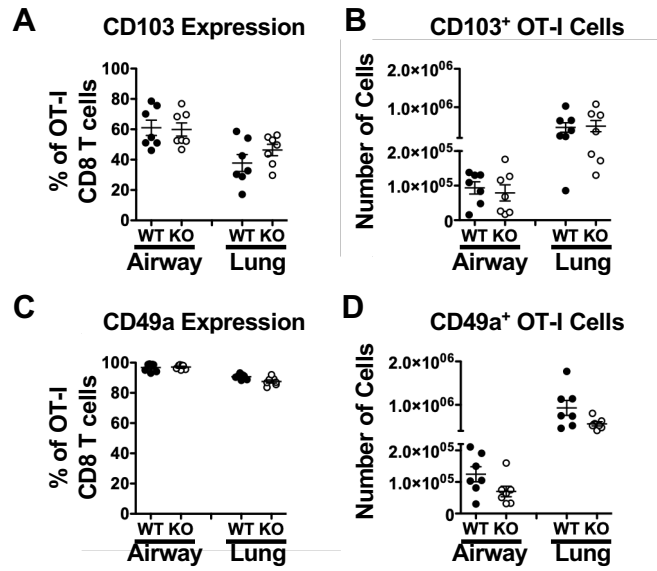 A
CD103 Expression
% of OT-I
CD8 T cells
100
80
60
40
20
0
WT KO WT KO
Airway Lung
B
CD103⁺ OT-I Cells
Number of Cells
2.0×10⁰⁶
1.0×10⁰⁶
2.0×10⁰⁵
1.0×10⁰⁵
0
WT KO WT KO
Airway Lung
C
CD49a Expression
% of OT-I
CD8 T cells
100
80
60
40
20
0
WT KO WT KO
Airway Lung
D
CD49a⁺ OT-I Cells
Number of Cells
2.0×10⁰⁶
1.0×10⁰⁶
2.0×10⁰⁵
1.0×10⁰⁵
0
WT KO WT KO
Airway Lung